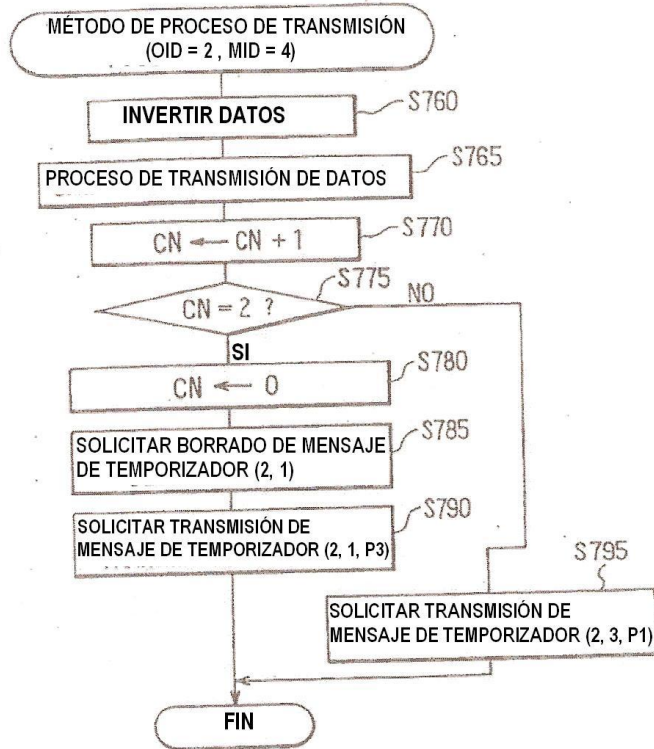 MÉTODO DE PROCESO DE TRANSMISIÓN
(OID = 2 , MID = 4)
INVERTIR DATOS
S760
PROCESO DE TRANSMISIÓN DE DATOS
S765
CN ← CN + 1
S770
CN = 2 ?
S775
NO
SI
CN ← 0
S780
SOLICITAR BORRADO DE MENSAJE
DE TEMPORIZADOR (2, 1)
S785
SOLICITAR TRANSMISIÓN DE
MENSAJE DE TEMPORIZADOR (2, 1, P3)
S790
SOLICITAR TRANSMISIÓN DE
MENSAJE DE TEMPORIZADOR (2, 3, P1)
S795
FIN